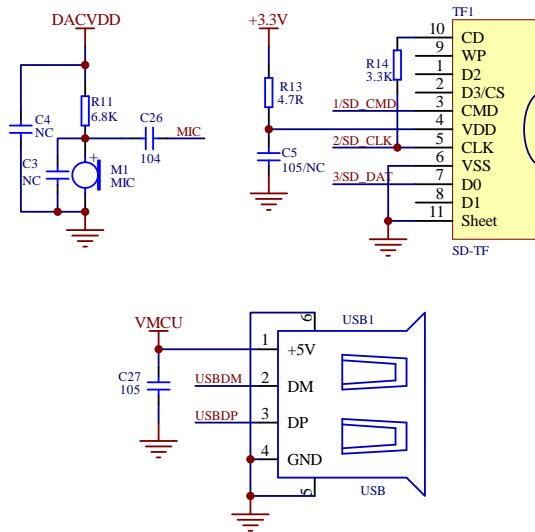 DACVDD
R11
6.8K
C4
NC
C3
NC
C26
104
MIC
+
M1
MIC
+3.3V
R13
4.7R
C5
105/NC
R14
3.3K
1/SD_CMD
2/SD_CLK
3/SD_DAT
TF1
10 CD
9 WP
1 D2
2 D3/CS
3 CMD
4 VDD
5 CLK
6 VSS
7 D0
8 D1
11 Sheet
SD-TF
VMCU
C27
105
USBDM
USBDP
6
USB1
1 +5V
2 DM
3 DP
4 GND
5
USB